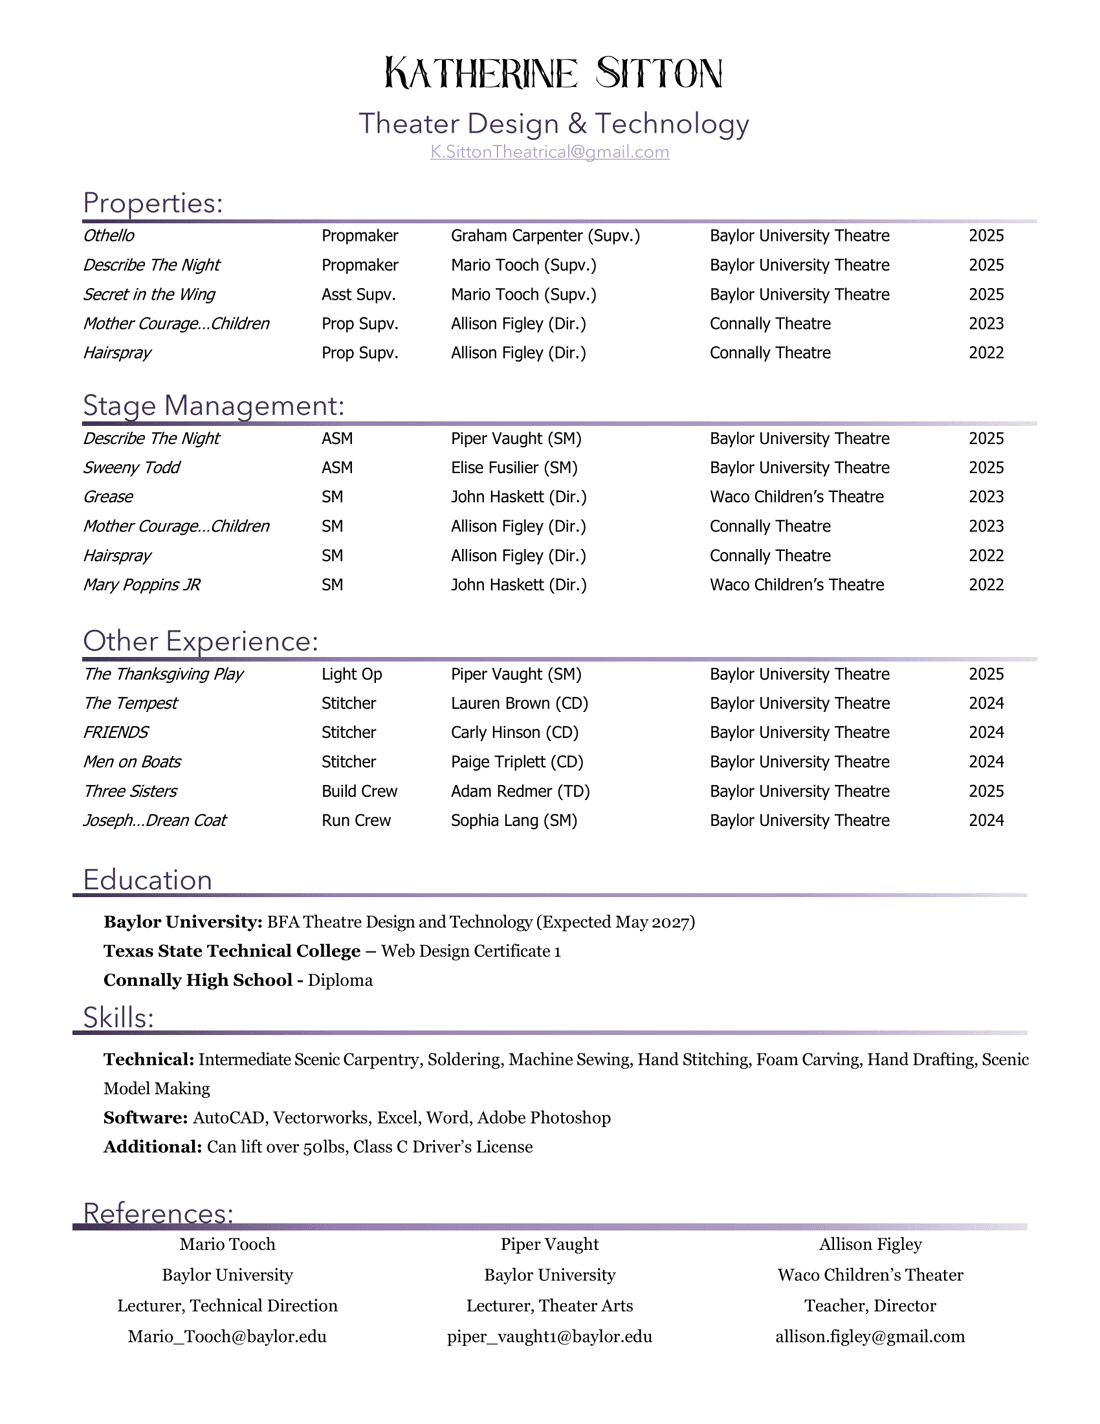 KATHERINE SITTON
Theater Design & Technology
K.SittonTheatrical@gmail.com
Properties:
Othello Propmaker Graham Carpenter (Supv.) Baylor University Theatre 2025
Describe The Night Propmaker Mario Tooch (Supv.) Baylor University Theatre 2025
Secret in the Wing Asst Supv. Mario Tooch (Supv.) Baylor University Theatre 2025
Mother Courage...Children Prop Supv. Allison Figley (Dir.) Connally Theatre 2023
Hairspray Prop Supv. Allison Figley (Dir.) Connally Theatre 2022
Stage Management:
Describe The Night ASM Piper Vaught (SM) Baylor University Theatre 2025
Sweeny Todd ASM Elise Fusilier (SM) Baylor University Theatre 2025
Grease SM John Haskett (Dir.) Waco Children’s Theatre 2023
Mother Courage...Children SM Allison Figley (Dir.) Connally Theatre 2023
Hairspray SM Allison Figley (Dir.) Connally Theatre 2022
Mary Poppins JR SM John Haskett (Dir.) Waco Children’s Theatre 2022
Other Experience:
The Thanksgiving Play Light Op Piper Vaught (SM) Baylor University Theatre 2025
The Tempest Stitcher Lauren Brown (CD) Baylor University Theatre 2024
FRIENDS Stitcher Carly Hinson (CD) Baylor University Theatre 2024
Men on Boats Stitcher Paige Triplett (CD) Baylor University Theatre 2024
Three Sisters Build Crew Adam Redmer (TD) Baylor University Theatre 2025
Joseph...Drean Coat Run Crew Sophia Lang (SM) Baylor University Theatre 2024
Education
Baylor University: BFA Theatre Design and Technology (Expected May 2027)
Texas State Technical College – Web Design Certificate 1
Connally High School - Diploma
Skills:
Technical: Intermediate Scenic Carpentry, Soldering, Machine Sewing, Hand Stitching, Foam Carving, Hand Drafting, Scenic
Model Making
Software: AutoCAD, Vectorworks, Excel, Word, Adobe Photoshop
Additional: Can lift over 50lbs, Class C Driver’s License
References:
Mario Tooch Piper Vaught Allison Figley
Baylor University Baylor University Waco Children’s Theater
Lecturer, Technical Direction Lecturer, Theater Arts Teacher, Director
Mario_Tooch@baylor.edu piper_vaught1@baylor.edu allison.figley@gmail.com